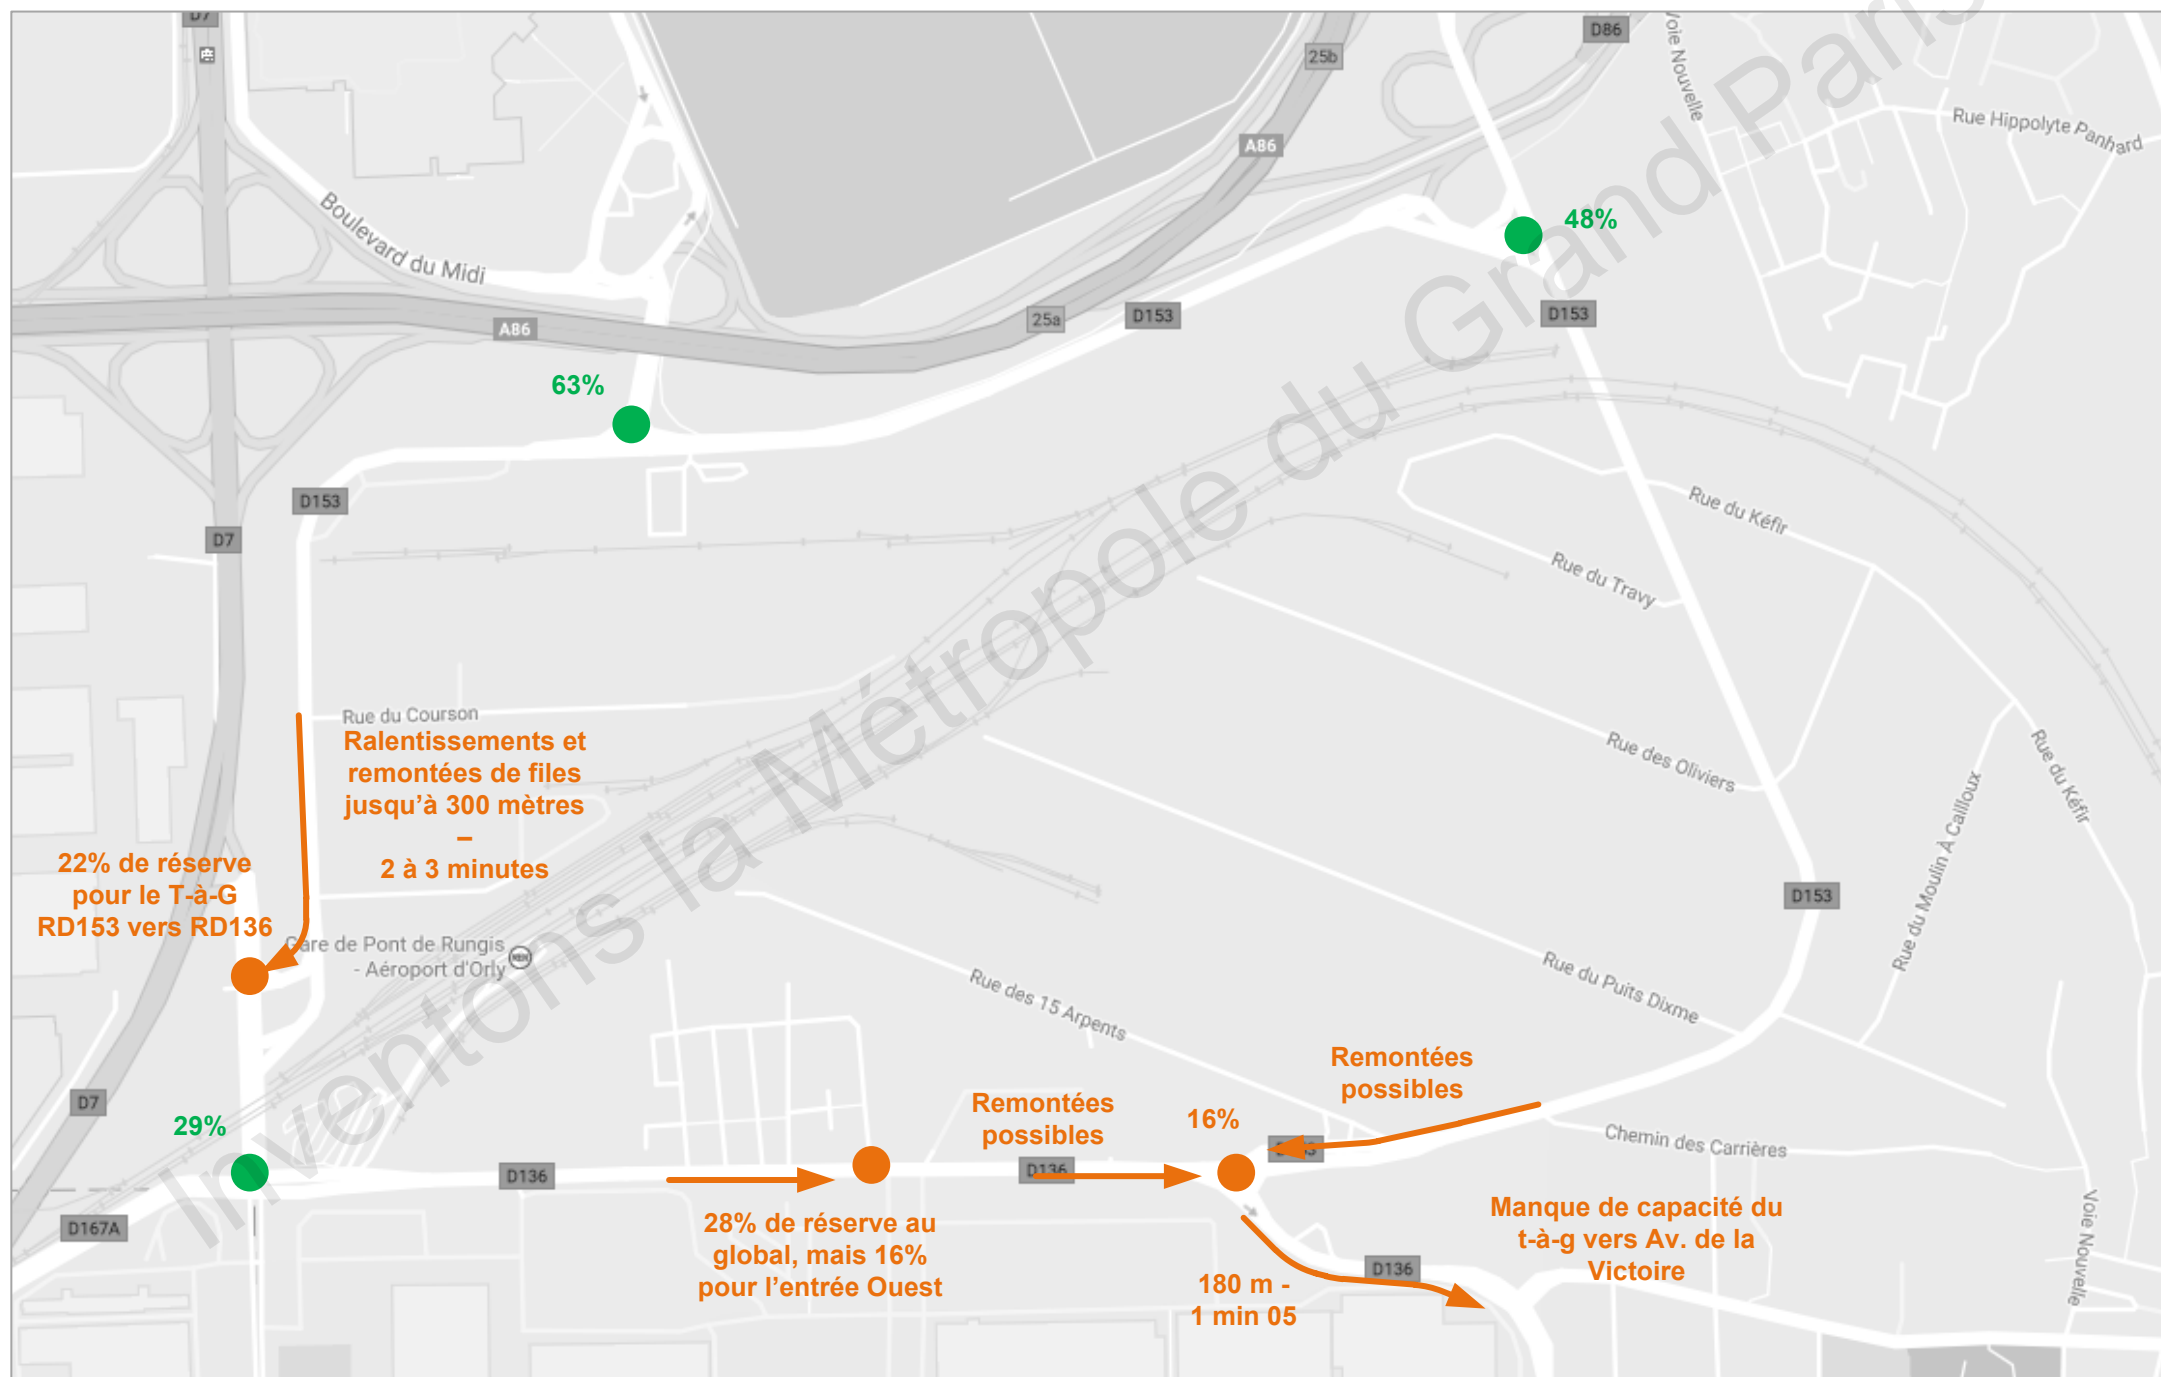 D7
25b
D86
Voie Nouvelle
A86
Rue Hippolyte Panhard
Boulevard du Midi
48%
A86
25a
D153
D153
63%
D153
D7
Rue du Kéfir
Rue du Travy
Rue du Courson
Ralentissements et
remontées de files
jusqu'à 300 mètres
–
2 à 3 minutes
Rue des Oliviers
Rue du Kéfir
Rue du Moulin À Cailloux
22% de réserve
pour le T-à-G
RD153 vers RD136
D153
Gare de Pont de Rungis
- Aéroport d'Orly
Rue des 15 Arpents
Rue du Puits Dixme
D7
29%
Remontées
possibles
Remontées
possibles
16%
Chemin des Carrières
D136
D136
D167A
28% de réserve au
global, mais 16%
pour l'entrée Ouest
180 m -
1 min 05
D136
Manque de capacité du
t-à-g vers Av. de la
Victoire
Voie Nouvelle
Inventons la Métropole du Grand Paris